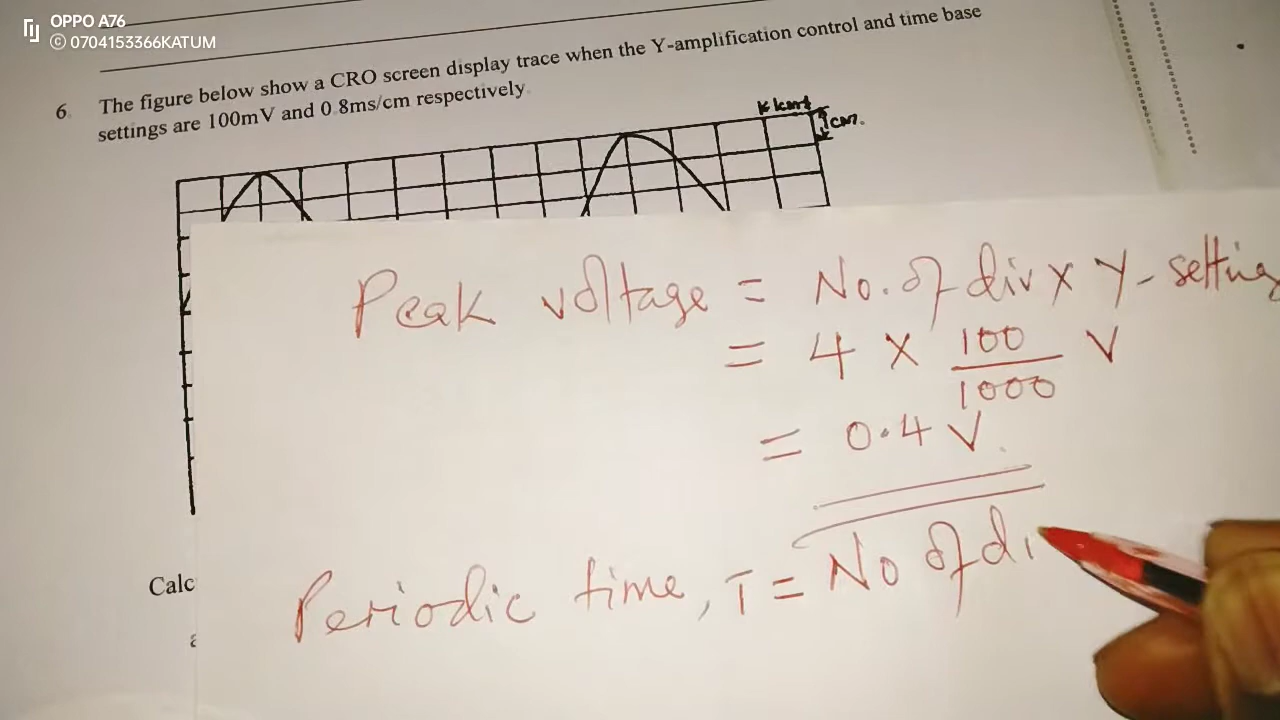 OPPO A76
© 0704153366KATUM
6. The figure below show a CRO screen display trace when the Y-amplification control and time base
settings are 100mV and 0.8ms/cm respectively
1cm.
Peak voltage = No. of div x Y-setting
= 4 x 100/1000 V
= 0.4 V
Calc
Periodic time, T = No of di